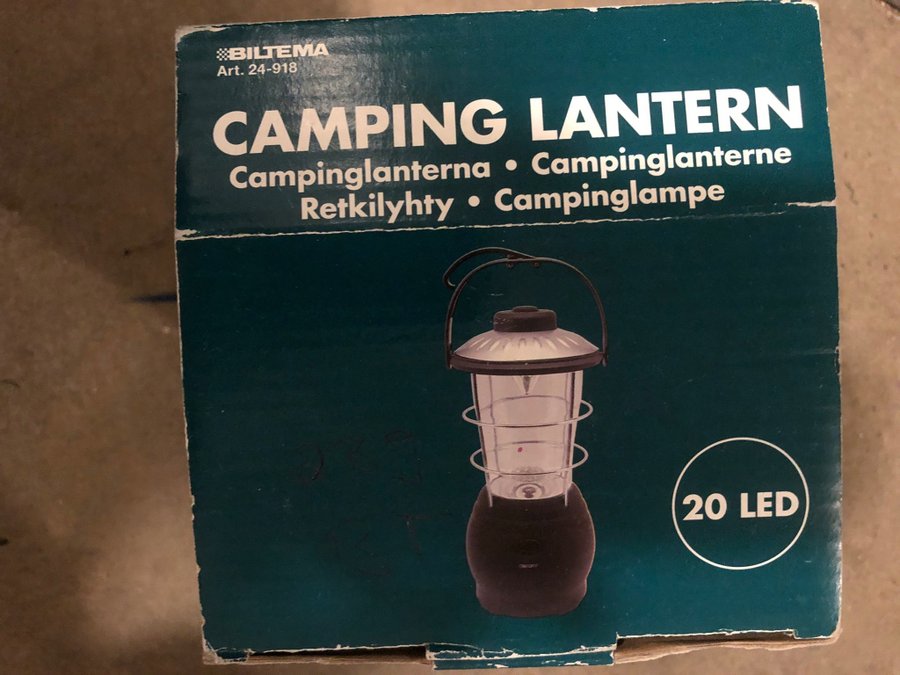 BILTEMA
Art. 24-918
CAMPING LANTERN
Campinglanterna • Campinglanterne
Retkilyhty • Campinglampe
20 LED